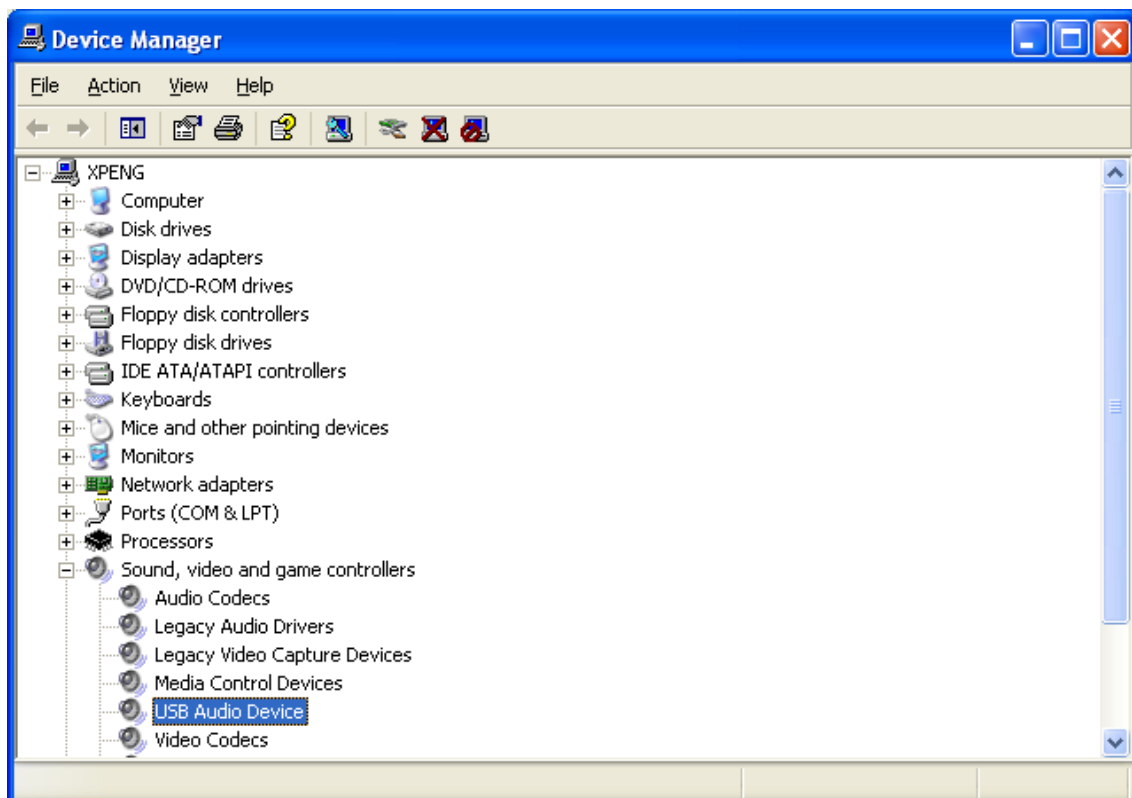 Device Manager
File Action View Help
XPENG
Computer
Disk drives
Display adapters
DVD/CD-ROM drives
Floppy disk controllers
Floppy disk drives
IDE ATA/ATAPI controllers
Keyboards
Mice and other pointing devices
Monitors
Network adapters
Ports (COM & LPT)
Processors
Sound, video and game controllers
Audio Codecs
Legacy Audio Drivers
Legacy Video Capture Devices
Media Control Devices
USB Audio Device
Video Codecs